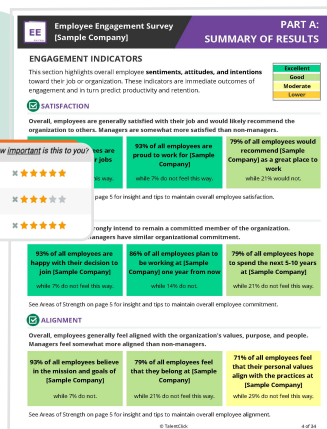 EE
Employee Engagement Survey
[Sample Company]
PART A:
SUMMARY OF RESULTS
ENGAGEMENT INDICATORS
This section highlights overall employee sentiments, attitudes, and intentions
toward their job or organization. These indicators are immediate outcomes of
engagement and in turn predict productivity and retention.
Excellent
Good
Moderate
Lower
SATISFACTION
Overall, employees are generally satisfied with their job and would likely recommend the
organization to others. Managers are somewhat more satisfied than non-managers.
w important is this to you?
ees are
r jobs
is way.
93% of all employees are
proud to work for [Sample
Company]
while 7% do not feel this way.
79% of all employees would
recommend [Sample
Company] as a great place to
work
while 21% would not.
page 5 for insight and tips to maintain overall employee satisfaction.
rongly intend to remain a committed member of the organization.
anagers have similar organizational commitment.
93% of all employees are
happy with their decision to
join [Sample Company]
while 7% do not feel this way.
86% of all employees plan to
be working at [Sample
Company] one year from now
while 14% do not.
79% of all employees hope
to spend the next 5-10 years
at [Sample Company]
while 21% do not feel this way.
See Areas of Strength on page 5 for insight and tips to maintain overall employee commitment.
ALIGNMENT
Overall, employees generally feel aligned with the organization's values, purpose, and people.
Managers feel somewhat more aligned than non-managers.
93% of all employees believe
in the mission and goals of
[Sample Company]
while 7% do not.
79% of all employees feel
that they belong at [Sample
Company]
while 21% do not feel this way.
71% of all employees feel
that their personal values
align with the practices at
[Sample Company]
while 29% do not feel this way.
See Areas of Strength on page 5 for insight and tips to maintain overall employee alignment.
© TalentClick
4 of 34